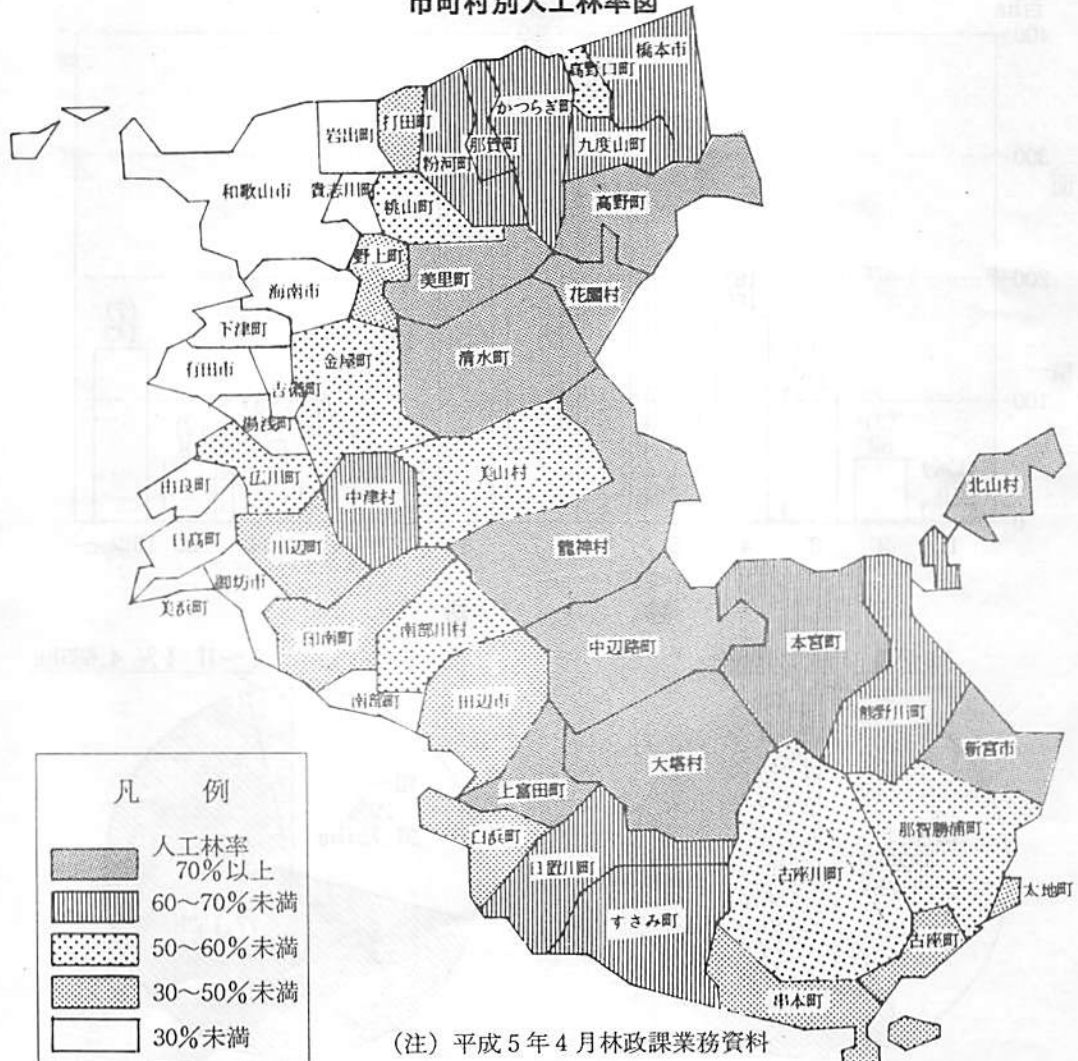 市町村別人工林率図
橋本市
高野口町
かつらぎ町
岩出町
打田町
那賀町
粉河町
九度山町
和歌山市
貴志川町
桃山町
高野町
野上町
美里町
海南市
花園村
下津町
清水町
金屋町
有田市
吉備町
湯浅町
広川町
美山村
由良町
中津村
北山村
日高町
川辺町
龍神村
御坊市
美浜町
印南町
南部川村
中辺路町
本宮町
南部町
田辺市
熊野川町
新宮市
大塔村
上富田町
白浜町
那智勝浦町
日置川町
古座川町
太地町
すさみ町
古座町
串本町
凡 例
人工林率
70%以上
60~70%未満
50~60%未満
30~50%未満
30%未満
(注) 平成5年4月林政課業務資料